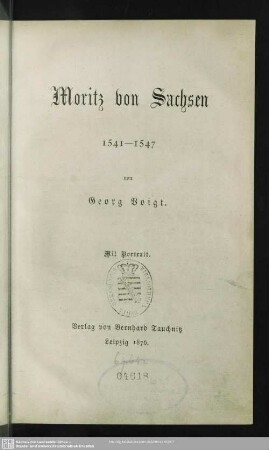 Moritz von Sachsen
1541—1547
von
Georg Voigt.
Mit Portrait.
Verlag von Bernhard Tauchnitz
Leipzig 1876.